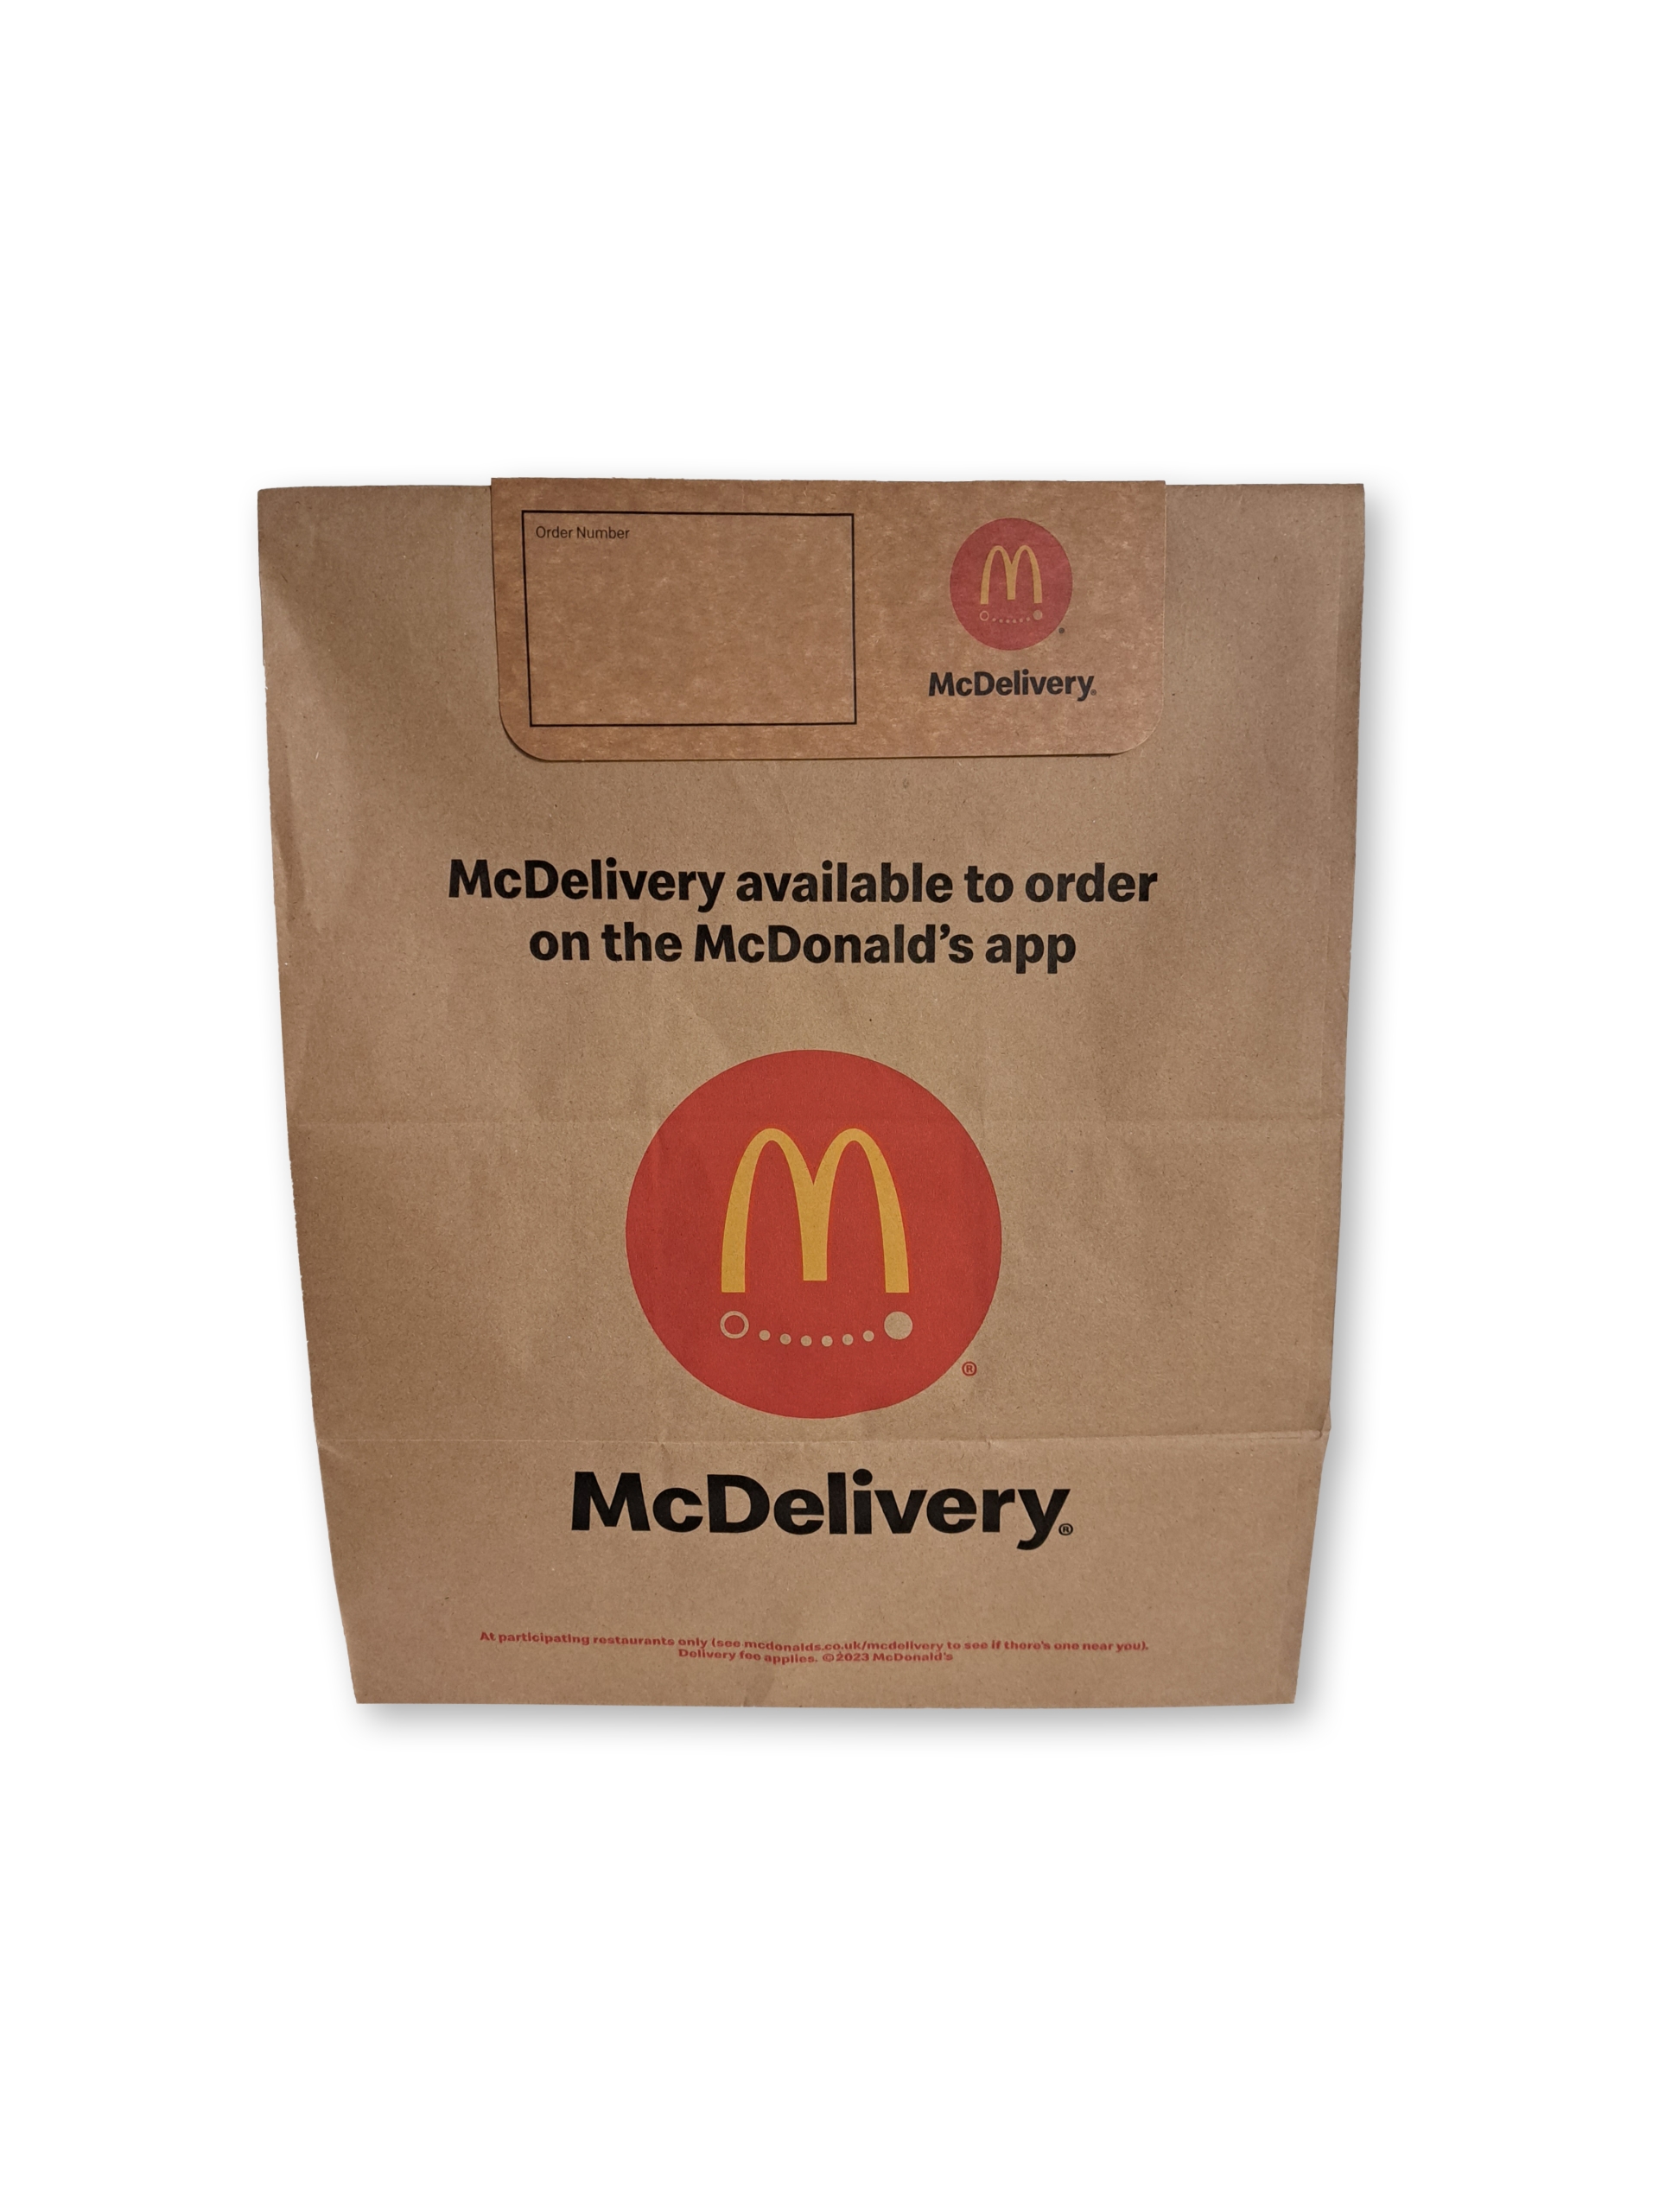 Order Number
M
McDelivery®
McDelivery available to order
on the McDonald’s app
M
®
McDelivery®
At participating restaurants only (see mcdonalds.co.uk/mcdelivery to see if there's one near you).
Delivery fee applies. ©2023 McDonald's